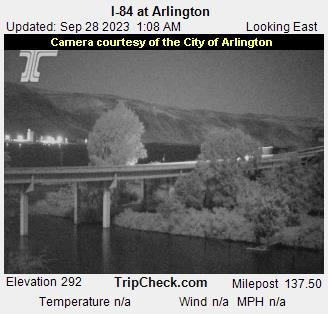 I-84 at Arlington
Updated: Sep 28 2023 1:08 AM Looking East
Camera courtesy of the City of Arlington
Elevation 292 TripCheck.com Milepost 137.50
Temperature n/a Wind n/a MPH n/a